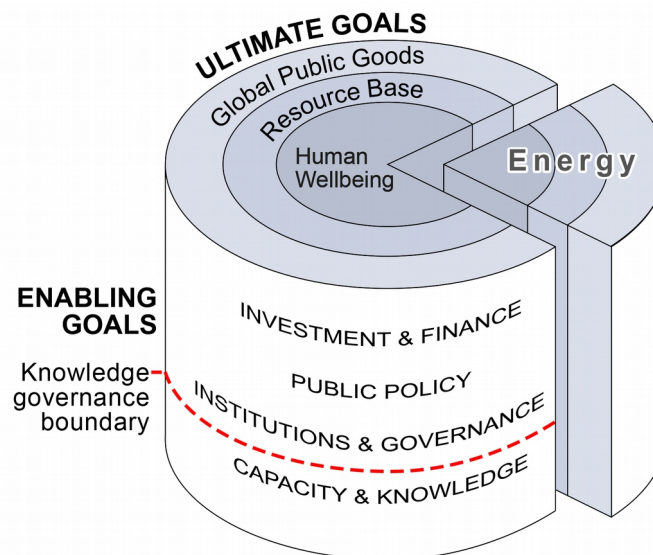 ULTIMATE GOALS
Global Public Goods
Resource Base
Human
Wellbeing
Energy
ENABLING
GOALS
INVESTMENT & FINANCE
Knowledge
governance
boundary
PUBLIC POLICY
INSTITUTIONS & GOVERNANCE
CAPACITY & KNOWLEDGE